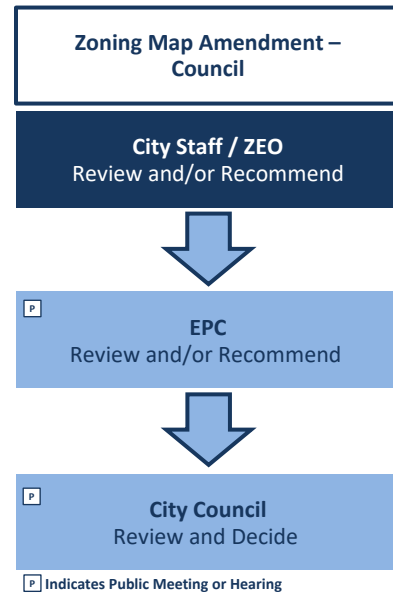 Zoning Map Amendment –
Council
City Staff / ZEO
Review and/or Recommend
P
EPC
Review and/or Recommend
P
City Council
Review and Decide
P Indicates Public Meeting or Hearing